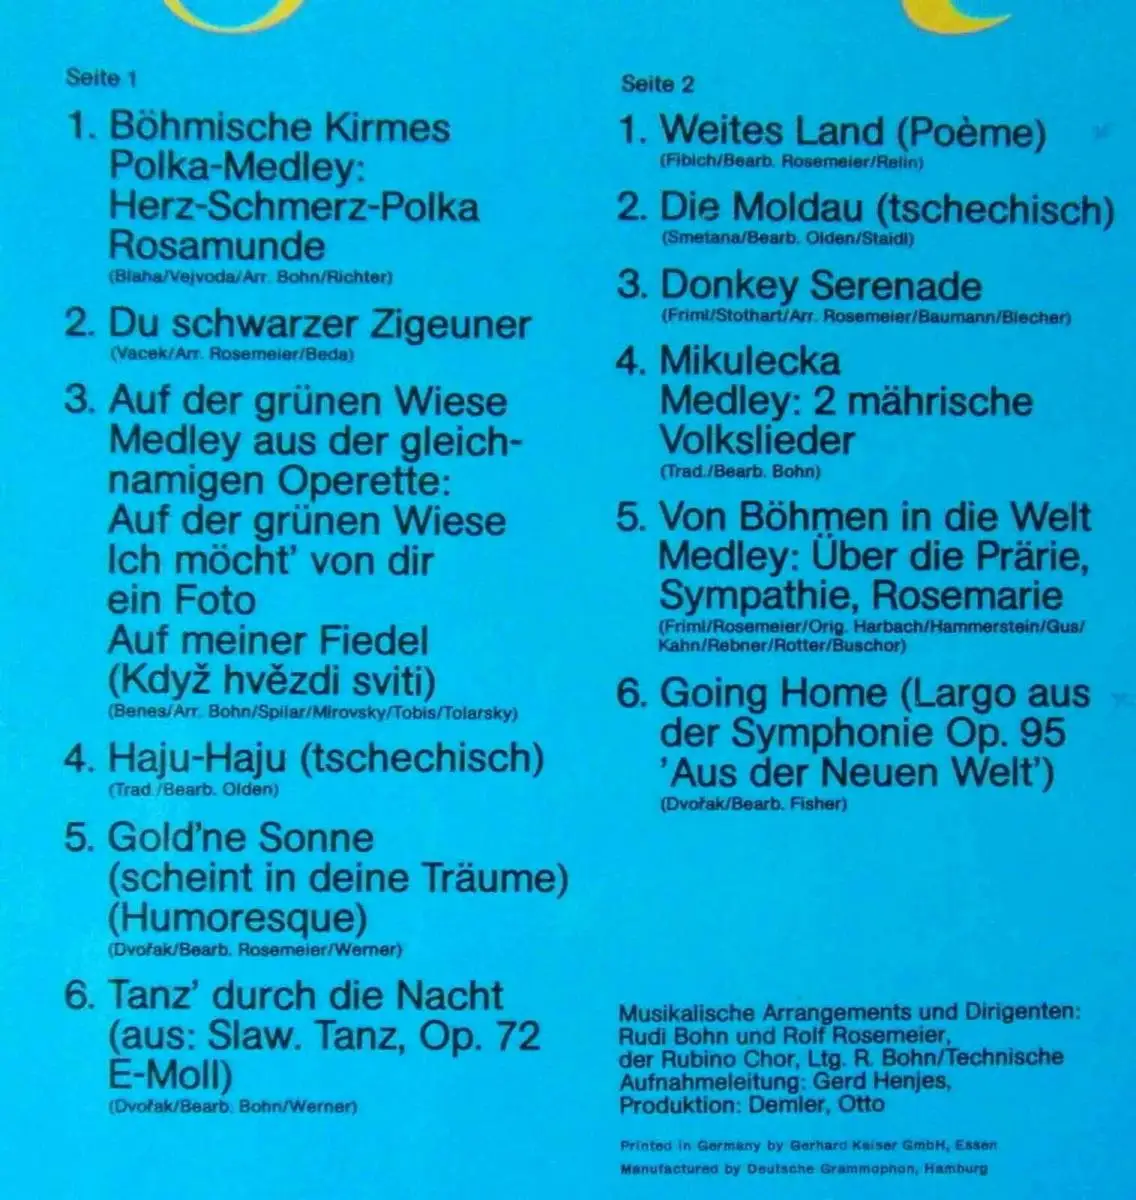 Seite 1
1. Böhmische Kirmes
Polka-Medley:
Herz-Schmerz-Polka
Rosamunde
(Blaha/Vejvoda/Arr. Bohn/Richter)
2. Du schwarzer Zigeuner
(Vacek/Arr. Rosemeier/Beda)
3. Auf der grünen Wiese
Medley aus der gleich-
namigen Operette:
Auf der grünen Wiese
Ich möcht' von dir
ein Foto
Auf meiner Fiedel
(Když hvězdi sviti)
(Benes/Arr. Bohn/Spilar/Mirovsky/Tobis/Tolarsky)
4. Haju-Haju (tschechisch)
(Trad./Bearb. Olden)
5. Gold'ne Sonne
(scheint in deine Träume)
(Humoresque)
(Dvořak/Bearb. Rosemeier/Werner)
6. Tanz' durch die Nacht
(aus: Slaw. Tanz, Op. 72
E-Moll)
(Dvořak/Bearb. Bohn/Werner)
Seite 2
1. Weites Land (Poème)
(Fibich/Bearb. Rosemeier/Relin)
2. Die Moldau (tschechisch)
(Smetana/Bearb. Olden/Staidl)
3. Donkey Serenade
(Friml/Stothart/Arr. Rosemeier/Baumann/Blecher)
4. Mikulecka
Medley: 2 mährische
Volkslieder
(Trad./Bearb. Bohn)
5. Von Böhmen in die Welt
Medley: Über die Prärie,
Sympathie, Rosemarie
(Friml/Rosemeier/Orig. Harbach/Hammerstein/Gus/
Kahn/Rebner/Rotter/Buschor)
6. Going Home (Largo aus
der Symphonie Op. 95
'Aus der Neuen Welt')
(Dvořak/Bearb. Fisher)
Musikalische Arrangements und Dirigenten:
Rudi Bohn und Rolf Rosemeier,
der Rubino Chor, Ltg. R. Bohn/Technische
Aufnahmeleitung: Gerd Henjes,
Produktion: Demler, Otto
Printed in Germany by Gerhard Kaiser GmbH, Essen
Manufactured by Deutsche Grammophon, Hamburg